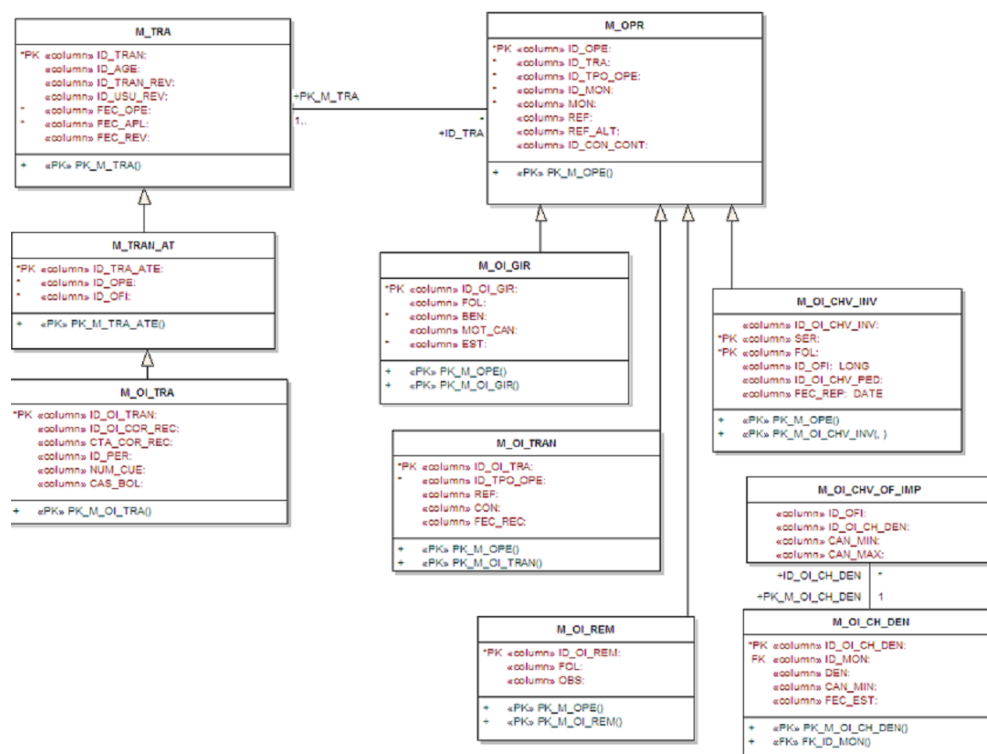 M_TRA
*PK «column» ID_TRAN:
«column» ID_AGE:
«column» ID_TRAN_REV:
«column» ID_USU_REV:
* «column» FEC_OPE:
* «column» FEC_APL:
«column» FEC_REV:
+ «PK» PK_M_TRA()
+PK_M_TRA
1..
*
+ID_TRA
M_OPR
*PK «column» ID_OPE:
* «column» ID_TRA:
* «column» ID_TPO_OPE:
* «column» ID_MON:
* «column» MON:
«column» REF:
«column» REF_ALT:
«column» ID_CON_CONT:
+ «PK» PK_M_OPE()
M_TRAN_AT
*PK «column» ID_TRA_ATE:
* «column» ID_OPE:
* «column» ID_OFI:
+ «PK» PK_M_TRA_ATE()
M_OI_GIR
*PK «column» ID_OI_GIR:
«column» FOL:
* «column» BEN:
«column» MOT_CAN:
* «column» EST:
+ «PK» PK_M_OPE()
+ «PK» PK_M_OI_GIR()
M_OI_CHV_INV
«column» ID_OI_CHV_INV:
*PK «column» SER:
*PK «column» FOL:
«column» ID_OFI: LONG
«column» ID_OI_CHV_PED:
«column» FEC_REP: DATE
+ «PK» PK_M_OPE()
+ «PK» PK_M_OI_CHV_INV(, )
M_OI_TRA
*PK «column» ID_OI_TRAN:
«column» ID_OI_COR_REC:
«column» CTA_COR_REC:
«column» ID_PER:
«column» NUM_CUE:
«column» CAS_BOL:
+ «PK» PK_M_OI_TRA()
M_OI_TRAN
*PK «column» ID_OI_TRA:
* «column» ID_TPO_OPE:
«column» REF:
«column» CON:
«column» FEC_REC:
+ «PK» PK_M_OPE()
+ «PK» PK_M_OI_TRAN()
M_OI_CHV_OF_IMP
«column» ID_OFI:
«column» ID_OI_CH_DEN:
«column» CAN_MIN:
«column» CAN_MAX:
+ID_OI_CH_DEN *
+PK_M_OI_CH_DEN 1
M_OI_REM
*PK «column» ID_OI_REM:
«column» FOL:
«column» OBS:
+ «PK» PK_M_OPE()
+ «PK» PK_M_OI_REM()
M_OI_CH_DEN
*PK «column» ID_OI_CH_DEN:
FK «column» ID_MON:
«column» DEN:
«column» CAN_MIN:
«column» FEC_EST:
+ «PK» PK_M_OI_CH_DEN()
+ «FK» FK_ID_MON()